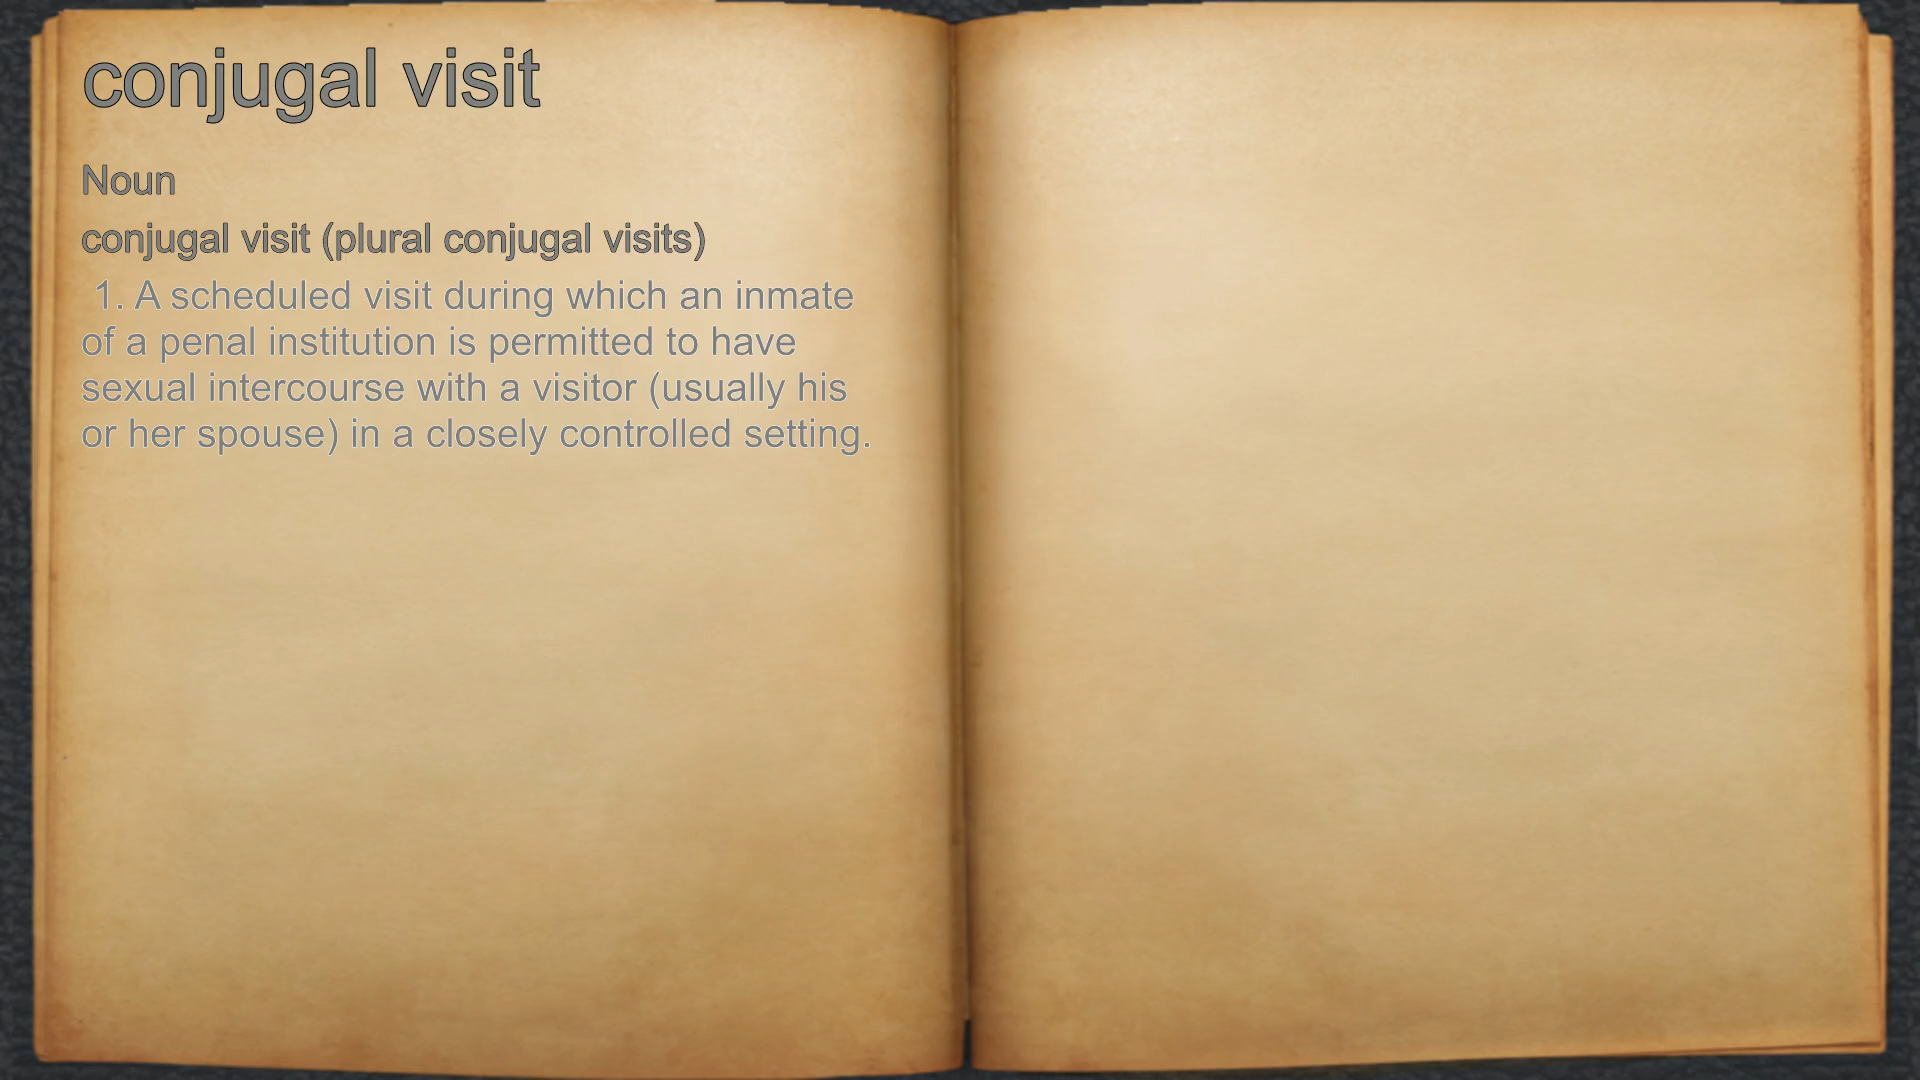 conjugal visit
Noun
conjugal visit (plural conjugal visits)
1. A scheduled visit during which an inmate
of a penal institution is permitted to have
sexual intercourse with a visitor (usually his
or her spouse) in a closely controlled setting.